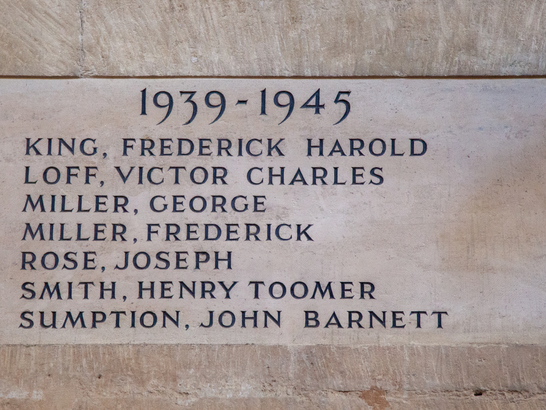 1939-1945
KING, FREDERICK HAROLD
LOFF, VICTOR CHARLES
MILLER, GEORGE
MILLER, FREDERICK
ROSE, JOSEPH
SMITH, HENRY TOOMER
SUMPTION, JOHN BARNETT